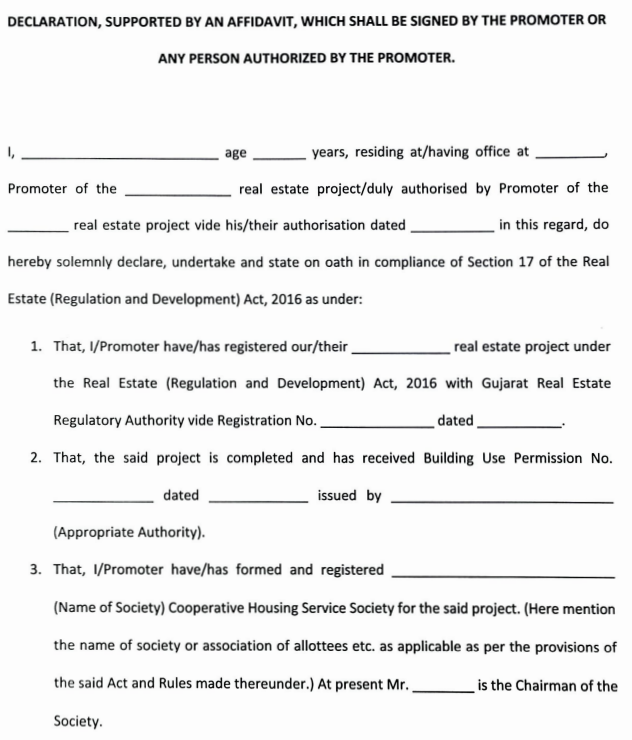 DECLARATION, SUPPORTED BY AN AFFIDAVIT, WHICH SHALL BE SIGNED BY THE PROMOTER OR
ANY PERSON AUTHORIZED BY THE PROMOTER.
I, ____________________ age ______ years, residing at/having office at ________,
Promoter of the ____________ real estate project/duly authorised by Promoter of the
_______ real estate project vide his/their authorisation dated _________ in this regard, do
hereby solemnly declare, undertake and state on oath in compliance of Section 17 of the Real
Estate (Regulation and Development) Act, 2016 as under:
1. That, I/Promoter have/has registered our/their ___________ real estate project under
the Real Estate (Regulation and Development) Act, 2016 with Gujarat Real Estate
Regulatory Authority vide Registration No. ____________ dated _________.
2. That, the said project is completed and has received Building Use Permission No.
___________ dated ___________ issued by ________________________
(Appropriate Authority).
3. That, I/Promoter have/has formed and registered ________________________
(Name of Society) Cooperative Housing Service Society for the said project. (Here mention
the name of society or association of allottees etc. as applicable as per the provisions of
the said Act and Rules made thereunder.) At present Mr. _______ is the Chairman of the
Society.